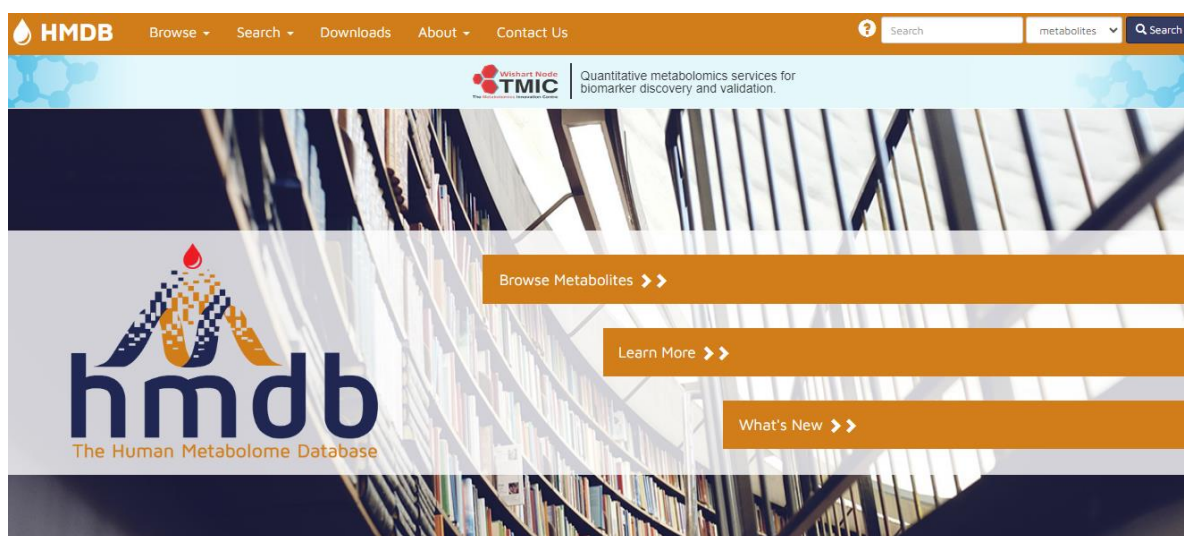 HMDB Browse Search Downloads About Contact Us ? Search metabolites Search
Wishart Node
TMIC
Quantitative metabolomics services for
biomarker discovery and validation.
Browse Metabolites
Learn More
What's New
hmdb
The Human Metabolome Database